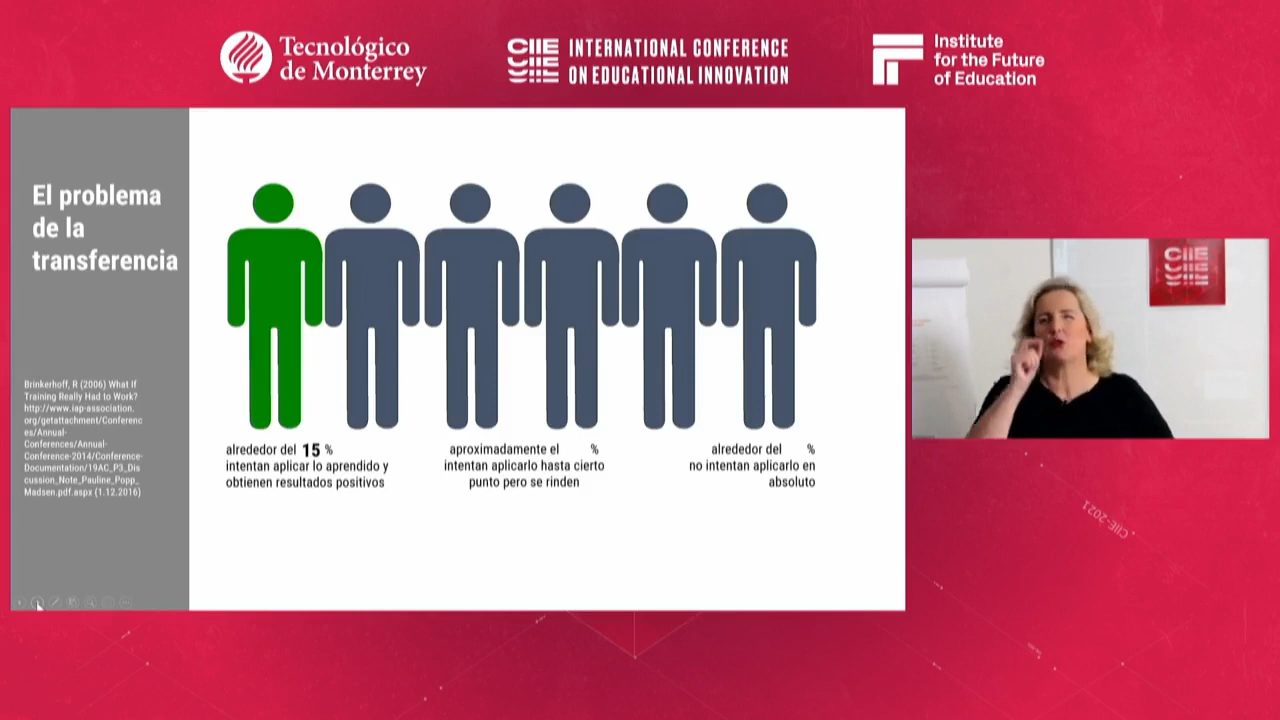 Tecnológico
de Monterrey
CIIE
INTERNATIONAL CONFERENCE
ON EDUCATIONAL INNOVATION
Institute
for the Future
of Education
El problema
de la
transferencia
Brinkerhoff, R (2006) What If
Training Really Had to Work?
http://www.iap-association.
org/getattachment/Conferenc
es/Annual-
Conferences/Annual-
Conference-2014/Conference-
Documentation/19AC_P3_Dis
cussion_Note_Pauline_Popp_
Madsen.pdf.aspx (1.12.2016)
alrededor del 15 %
intentan aplicar lo aprendido y
obtienen resultados positivos
aproximadamente el %
intentan aplicarlo hasta cierto
punto pero se rinden
alrededor del %
no intentan aplicarlo en
absoluto
CIIE
CIIE-2021